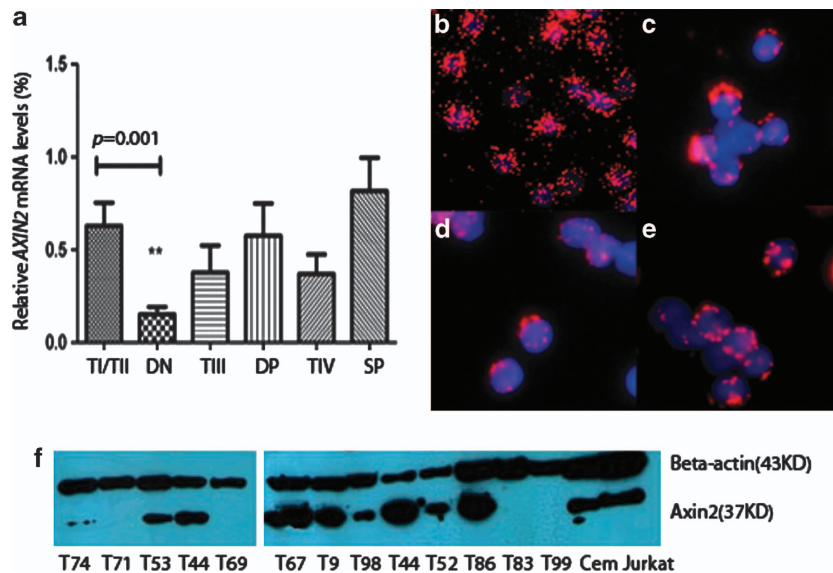 a
Relative AXIN2 mRNA levels (%)
1.5
1.0
0.5
0.0
p=0.001
**
TI/TII DN TIII DP TIV SP
b
c
d
e
f
Beta-actin(43KD)
Axin2(37KD)
T74 T71 T53 T44 T69 T67 T9 T98 T44 T52 T86 T83 T99 Cem Jurkat